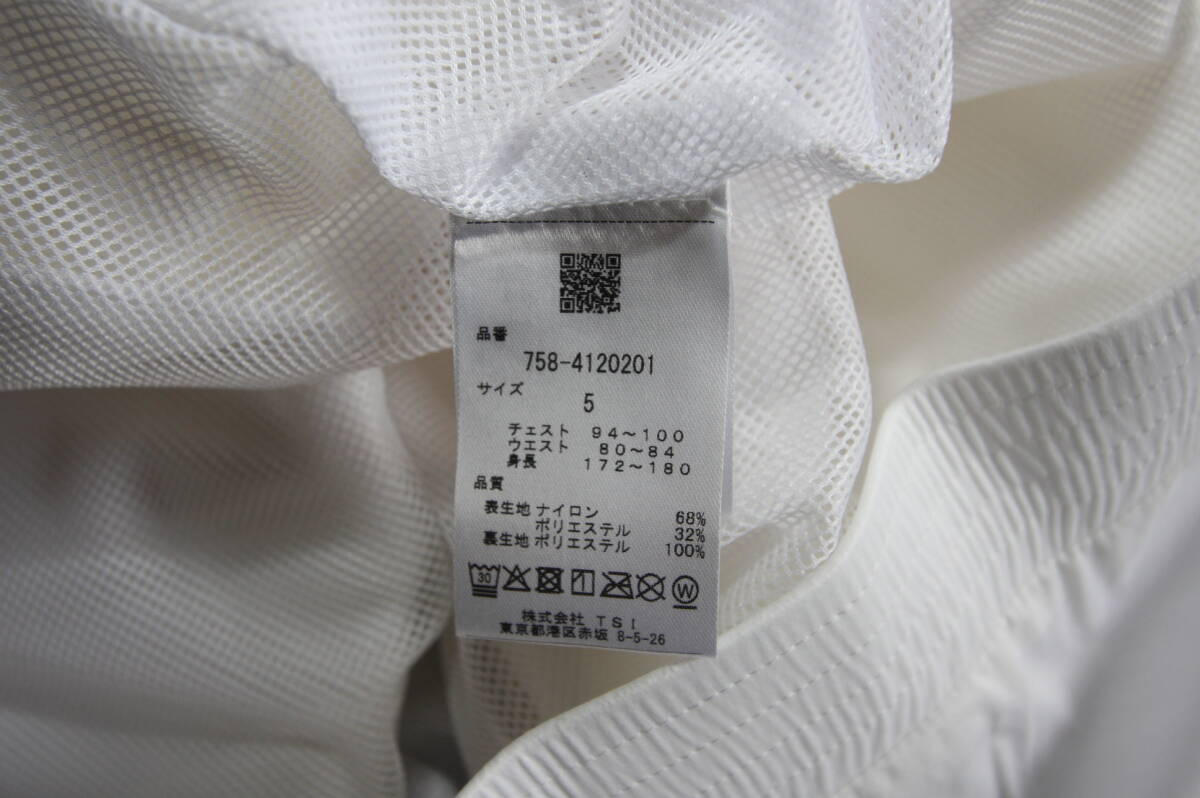 品番
758-4120201
サイズ
5
チェスト 94～100
ウエスト 80～84
身長 172～180
品質
表生地 ナイロン 68%
ポリエステル 32%
裏生地 ポリエステル 100%
30 W
株式会社 TSI
東京都港区赤坂 8-5-26